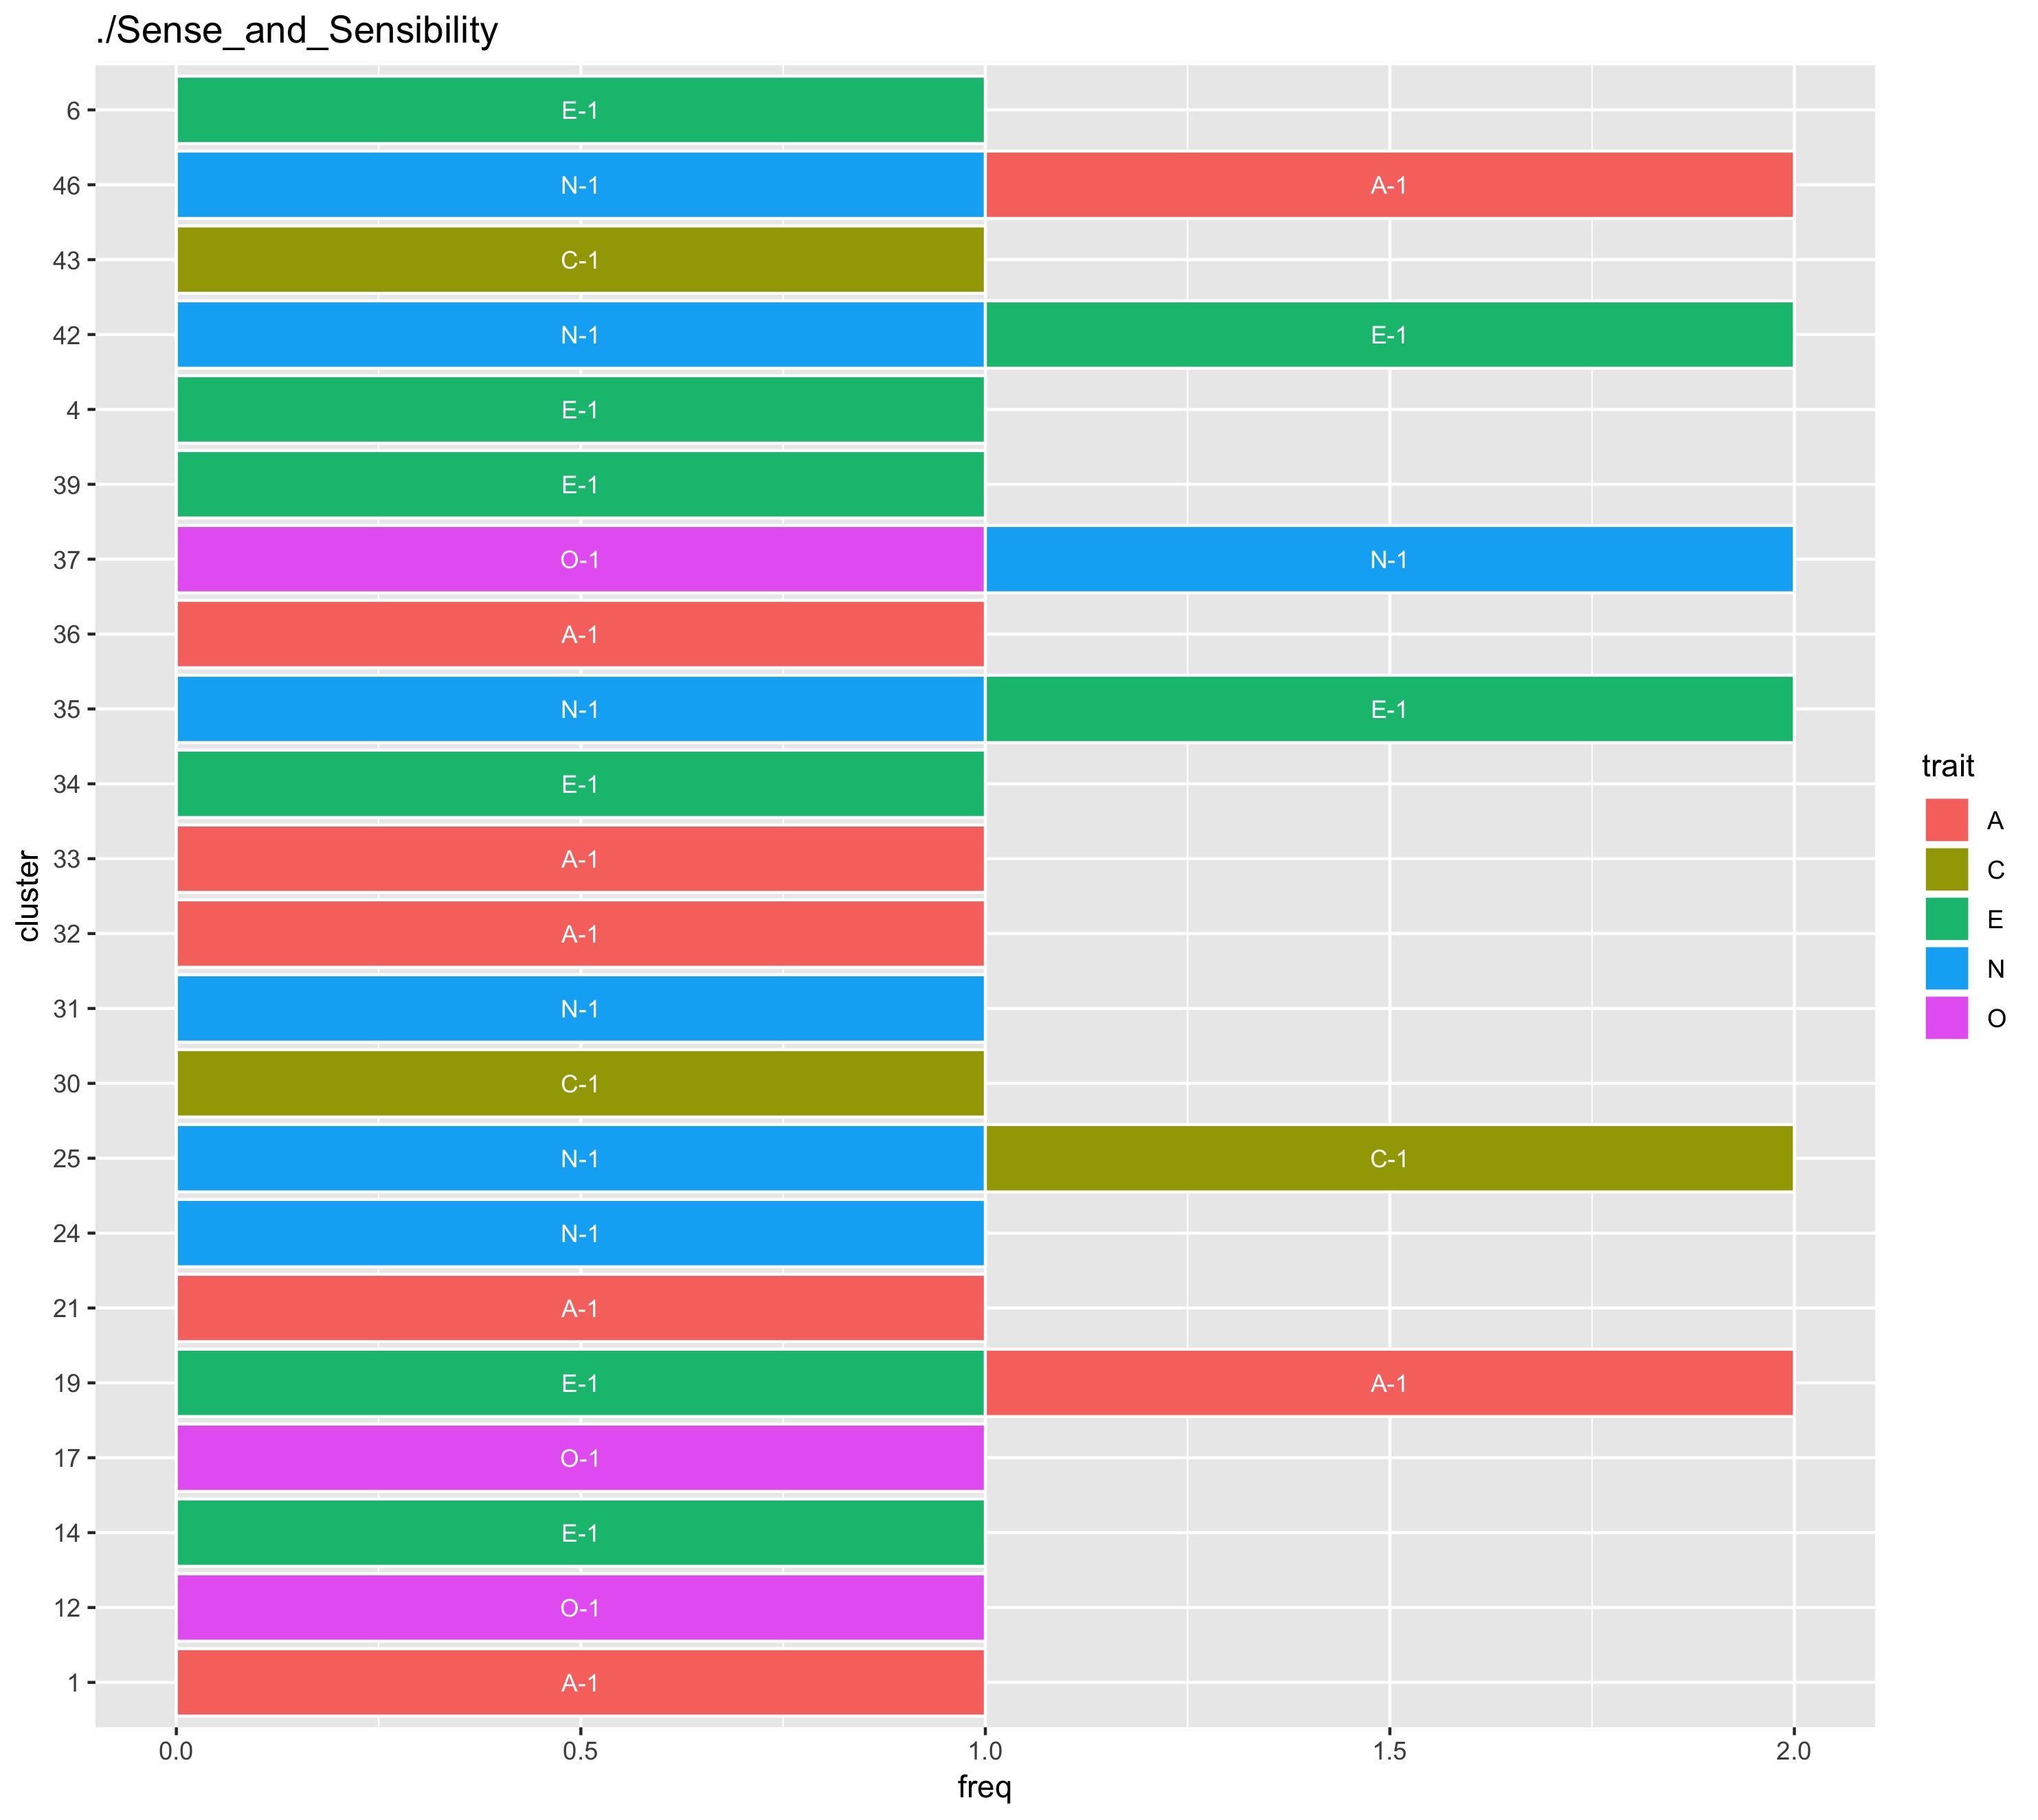 ./Sense_and_Sensibility
6 E-1
46 N-1 A-1
43 C-1
42 N-1 E-1
4 E-1
39 E-1
37 O-1 N-1
36 A-1
35 N-1 E-1
34 E-1
33 A-1
32 A-1
31 N-1
30 C-1
25 N-1 C-1
24 N-1
21 A-1
19 E-1 A-1
17 O-1
14 E-1
12 O-1
1 A-1
0.0 0.5 1.0 1.5 2.0
freq
cluster
trait
A
C
E
N
O